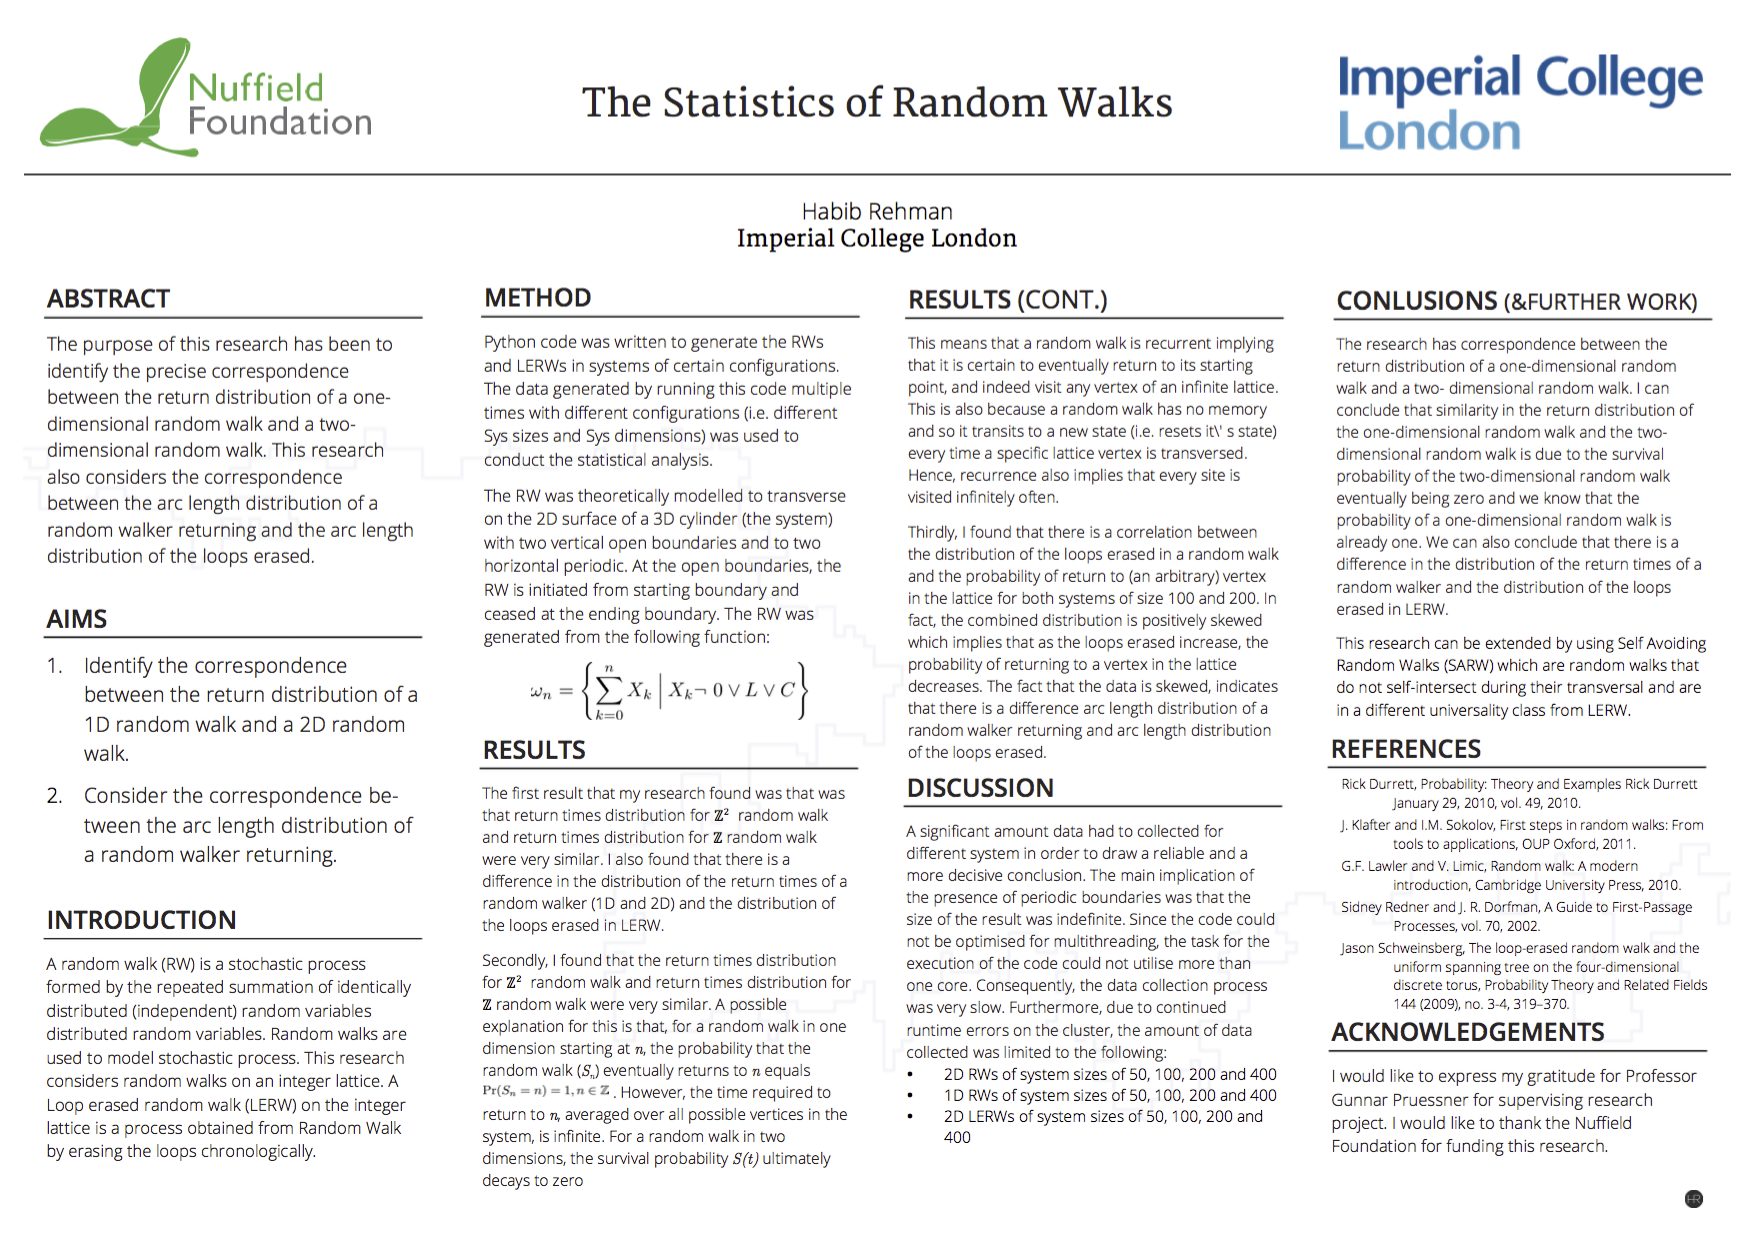 Nuffield
Foundation
The Statistics of Random Walks
Imperial College
London
Habib Rehman
Imperial College London
ABSTRACT
The purpose of this research has been to
identify the precise correspondence
between the return distribution of a one-
dimensional random walk and a two-
dimensional random walk. This research
also considers the correspondence
between the arc length distribution of a
random walker returning and the arc length
distribution of the loops erased.
AIMS
1. Identify the correspondence
between the return distribution of a
1D random walk and a 2D random
walk.
2. Consider the correspondence be-
tween the arc length distribution of
a random walker returning.
INTRODUCTION
A random walk (RW) is a stochastic process
formed by the repeated summation of identically
distributed (independent) random variables
distributed random variables. Random walks are
used to model stochastic process. This research
considers random walks on an integer lattice. A
Loop erased random walk (LERW) on the integer
lattice is a process obtained from Random Walk
by erasing the loops chronologically.
METHOD
Python code was written to generate the RWs
and LERWs in systems of certain configurations.
The data generated by running this code multiple
times with different configurations (i.e. different
Sys sizes and Sys dimensions) was used to
conduct the statistical analysis.
The RW was theoretically modelled to transverse
on the 2D surface of a 3D cylinder (the system)
with two vertical open boundaries and to two
horizontal periodic. At the open boundaries, the
RW is initiated from starting boundary and
ceased at the ending boundary. The RW was
generated from the following function:
ωₙ = { ∑ₖ₌₀ⁿ Xₖ | Xₖ¬ 0 ∨ L ∨ C }
RESULTS
The first result that my research found was that was
that return times distribution for ℤ² random walk
and return times distribution for ℤ random walk
were very similar. I also found that there is a
difference in the distribution of the return times of a
random walker (1D and 2D) and the distribution of
the loops erased in LERW.
Secondly, I found that the return times distribution
for ℤ² random walk and return times distribution for
ℤ random walk were very similar. A possible
explanation for this is that, for a random walk in one
dimension starting at n, the probability that the
random walk (Sₙ) eventually returns to n equals
Pr(Sₙ = n) = 1, n ∈ ℤ . However, the time required to
return to n, averaged over all possible vertices in the
system, is infinite. For a random walk in two
dimensions, the survival probability S(t) ultimately
decays to zero
RESULTS (CONT.)
This means that a random walk is recurrent implying
that it is certain to eventually return to its starting
point, and indeed visit any vertex of an infinite lattice.
This is also because a random walk has no memory
and so it transits to a new state (i.e. resets it\' s state)
every time a specific lattice vertex is transversed.
Hence, recurrence also implies that every site is
visited infinitely often.
Thirdly, I found that there is a correlation between
the distribution of the loops erased in a random walk
and the probability of return to (an arbitrary) vertex
in the lattice for both systems of size 100 and 200. In
fact, the combined distribution is positively skewed
which implies that as the loops erased increase, the
probability of returning to a vertex in the lattice
decreases. The fact that the data is skewed, indicates
that there is a difference arc length distribution of a
random walker returning and arc length distribution
of the loops erased.
DISCUSSION
A significant amount data had to collected for
different system in order to draw a reliable and a
more decisive conclusion. The main implication of
the presence of periodic boundaries was that the
size of the result was indefinite. Since the code could
not be optimised for multithreading, the task for the
execution of the code could not utilise more than
one core. Consequently, the data collection process
was very slow. Furthermore, due to continued
runtime errors on the cluster, the amount of data
collected was limited to the following:
• 2D RWs of system sizes of 50, 100, 200 and 400
• 1D RWs of system sizes of 50, 100, 200 and 400
• 2D LERWs of system sizes of 50, 100, 200 and
400
CONLUSIONS (&FURTHER WORK)
The research has correspondence between the
return distribution of a one-dimensional random
walk and a two- dimensional random walk. I can
conclude that similarity in the return distribution of
the one-dimensional random walk and the two-
dimensional random walk is due to the survival
probability of the two-dimensional random walk
eventually being zero and we know that the
probability of a one-dimensional random walk is
already one. We can also conclude that there is a
difference in the distribution of the return times of a
random walker and the distribution of the loops
erased in LERW.
This research can be extended by using Self Avoiding
Random Walks (SARW) which are random walks that
do not self-intersect during their transversal and are
in a different universality class from LERW.
REFERENCES
Rick Durrett, Probability: Theory and Examples Rick Durrett
January 29, 2010, vol. 49, 2010.
J. Klafter and I.M. Sokolov, First steps in random walks: From
tools to applications, OUP Oxford, 2011.
G.F. Lawler and V. Limic, Random walk: A modern
introduction, Cambridge University Press, 2010.
Sidney Redner and J. R. Dorfman, A Guide to First-Passage
Processes, vol. 70, 2002.
Jason Schweinsberg, The loop-erased random walk and the
uniform spanning tree on the four-dimensional
discrete torus, Probability Theory and Related Fields
144 (2009), no. 3-4, 319–370.
ACKNOWLEDGEMENTS
I would like to express my gratitude for Professor
Gunnar Pruessner for supervising research
project. I would like to thank the Nuffield
Foundation for funding this research.
HR